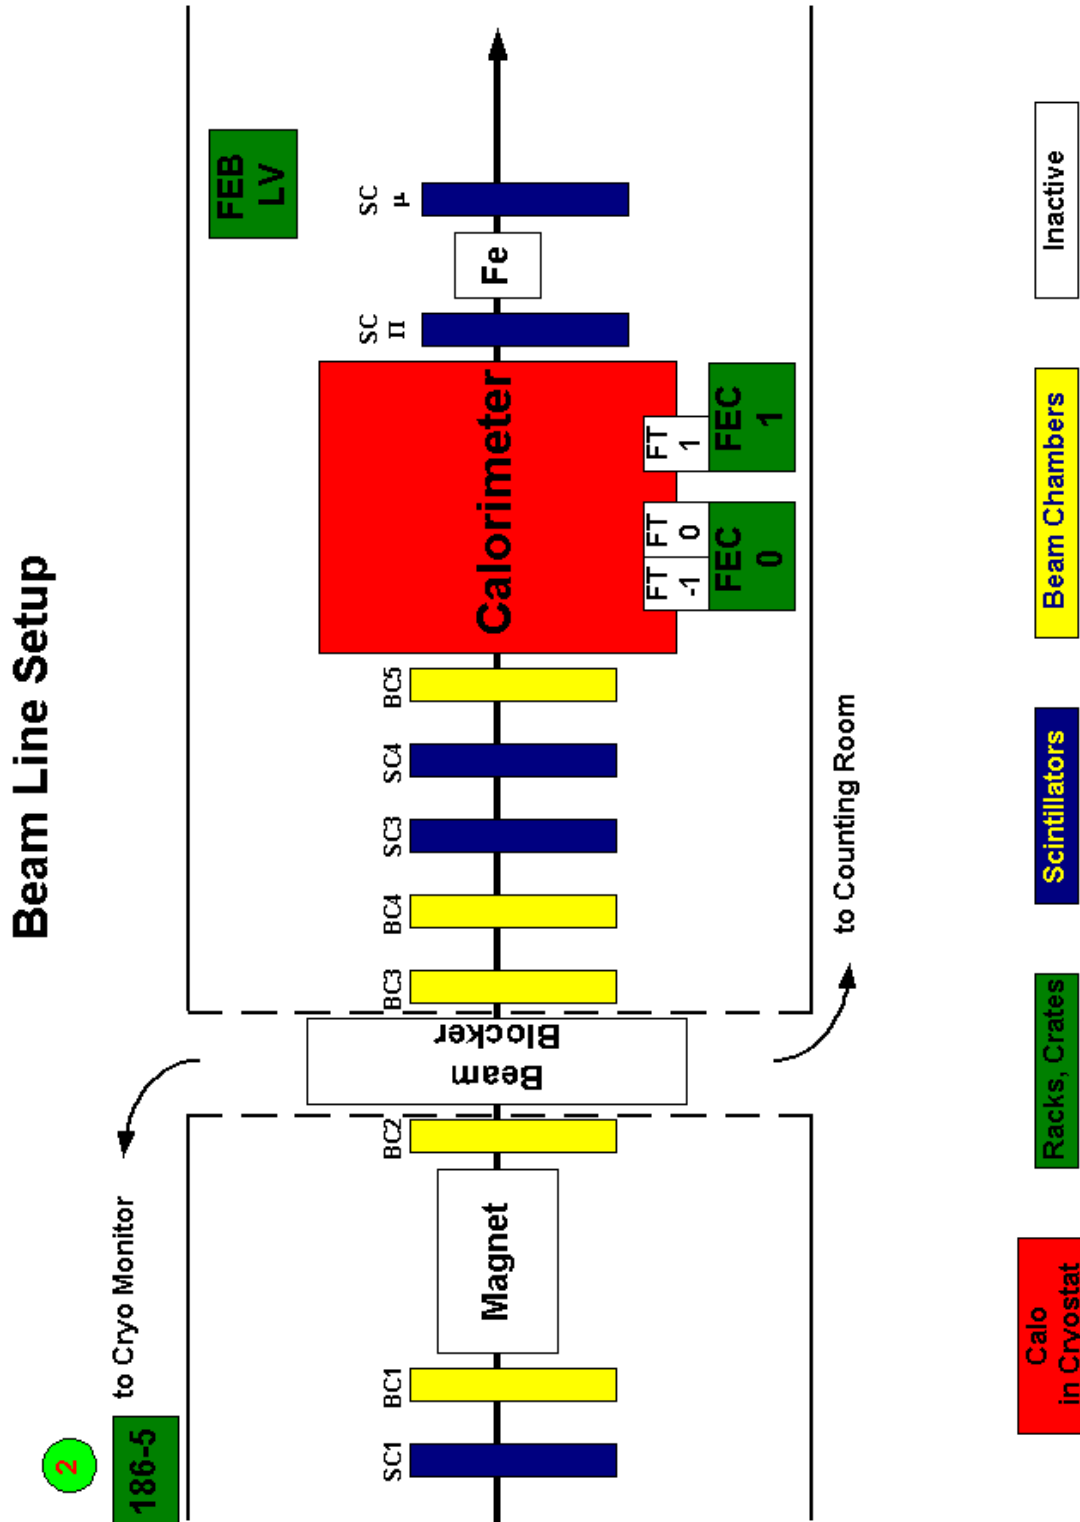 Beam Line Setup
2
186-5
to Cryo Monitor
FEB
LV
SC1
BC1
Magnet
BC2
Beam
Blocker
BC3
BC4
SC3
SC4
BC5
Calorimeter
FT
-1
FT
0
FT
1
FEC
0
FEC
1
SC
Π
Fe
SC
μ
to Counting Room
Calo
in Cryostat
Racks, Crates
Scintillators
Beam Chambers
Inactive